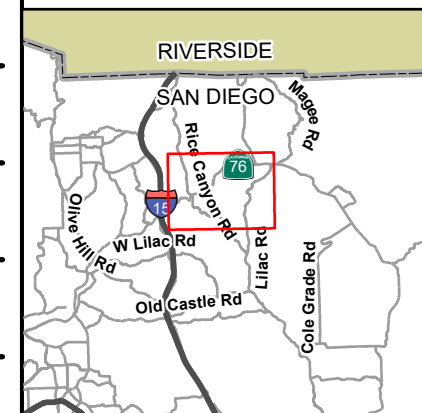 RIVERSIDE
SAN DIEGO
Magee Rd
Rice Canyon Rd
76
15
Olive Hill Rd
W Lilac Rd
Lilac Rd
Cole Grade Rd
Old Castle Rd